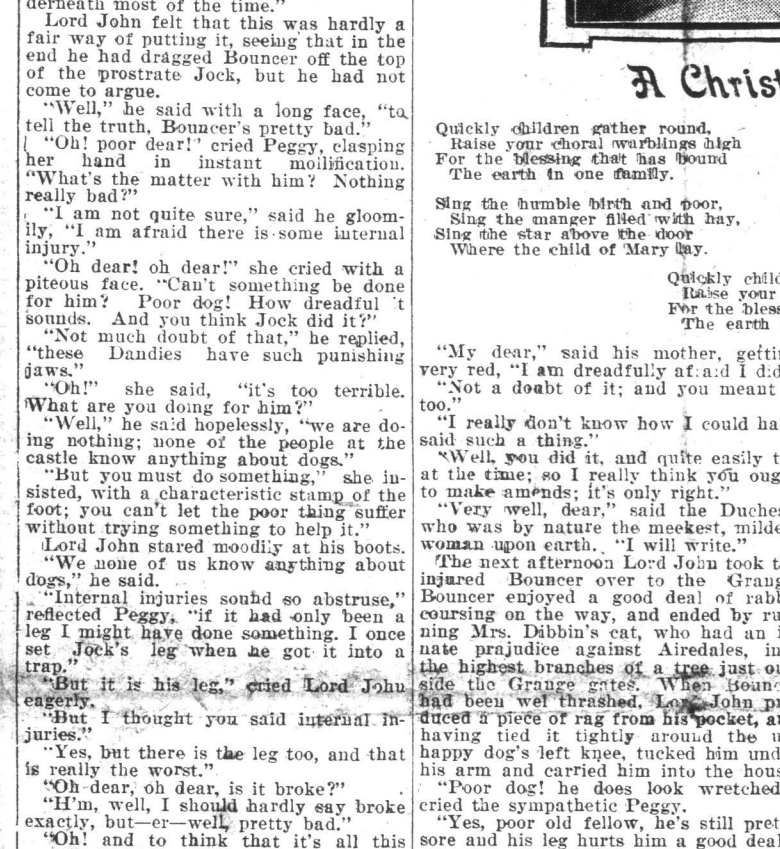 derneath most of the time."
Lord John felt that this was hardly a
fair way of putting it, seeing that in the
end he had dragged Bouncer off the top
of the prostrate Jock, but he had not
come to argue.
"Well," he said with a long face, "to
tell the truth, Bouncer's pretty bad."
"Oh! poor dear!" cried Peggy, clasping
her hand in instant moilification.
"What's the matter with him? Nothing
really bad?"
"I am not quite sure," said he gloom-
ily, "I am afraid there is some internal
injury."
"Oh dear! oh dear!" she cried with a
piteous face. "Can't something be done
for him? Poor dog! How dreadful 't
sounds. And you think Jock did it?"
"Not much doubt of that," he replied,
"these Dandies have such punishing
jaws."
"Oh!" she said, "it's too terrible.
What are you doing for him?"
"Well," he said hopelessly, "we are do-
ing nothing; none of the people at the
castle know anything about dogs."
"But you must do something," she in-
sisted, with a characteristic stamp of the
foot; you can't let the poor thing suffer
without trying something to help it."
Lord John stared moodily at his boots.
"We none of us know anything about
dogs," he said.
"Internal injuries sound so abstruse,"
reflected Peggy, "if it had only been a
leg I might have done something. I once
set Jock's leg when he got it into a
trap."
"But it is his leg," cried Lord John
eagerly.
"But I thought you said internal in-
juries."
"Yes, but there is the leg too, and that
is really the worst."
"Oh dear, oh dear, is it broke?"
"H'm, well, I should hardly say broke
exactly, but—er—well, pretty bad."
"Oh! and to think that it's all this
A Christ
Quickly children gather round,
Raise your choral warblings high
For the blessing that has bound
The earth in one family.
Sing the humble birth and poor,
Sing the manger filled with hay,
Sing the star above the door
Where the child of Mary lay.
Quickly child
Raise your
For the bless
The earth
"My dear," said his mother, gettin
very red, "I am dreadfully afraid I did
"Not a doubt of it; and you meant
too."
"I really don't know how I could ha
said such a thing."
"Well, you did it, and quite easily t
at the time; so I really think you oug
to make amends; it's only right."
"Very well, dear," said the Duches
who was by nature the meekest, milde
woman upon earth. "I will write."
The next afternoon Lord John took t
injured Bouncer over to the Grang
Bouncer enjoyed a good deal of rabb
coursing on the way, and ended by ru
ning Mrs. Dibbin's cat, who had an i
nate prejudice against Airedales, in
the highest branches of a tree just ou
side the Grange gates. When Bounc
had been wel thrashed, Lord John pr
duced a piece of rag from his pocket, a
having tied it tightly around the u
happy dog's left knee, tucked him und
his arm and carried him into the hous
"Poor dog! he does look wretched
cried the sympathetic Peggy.
"Yes, poor old fellow, he's still pret
sore and his leg hurts him a good deal